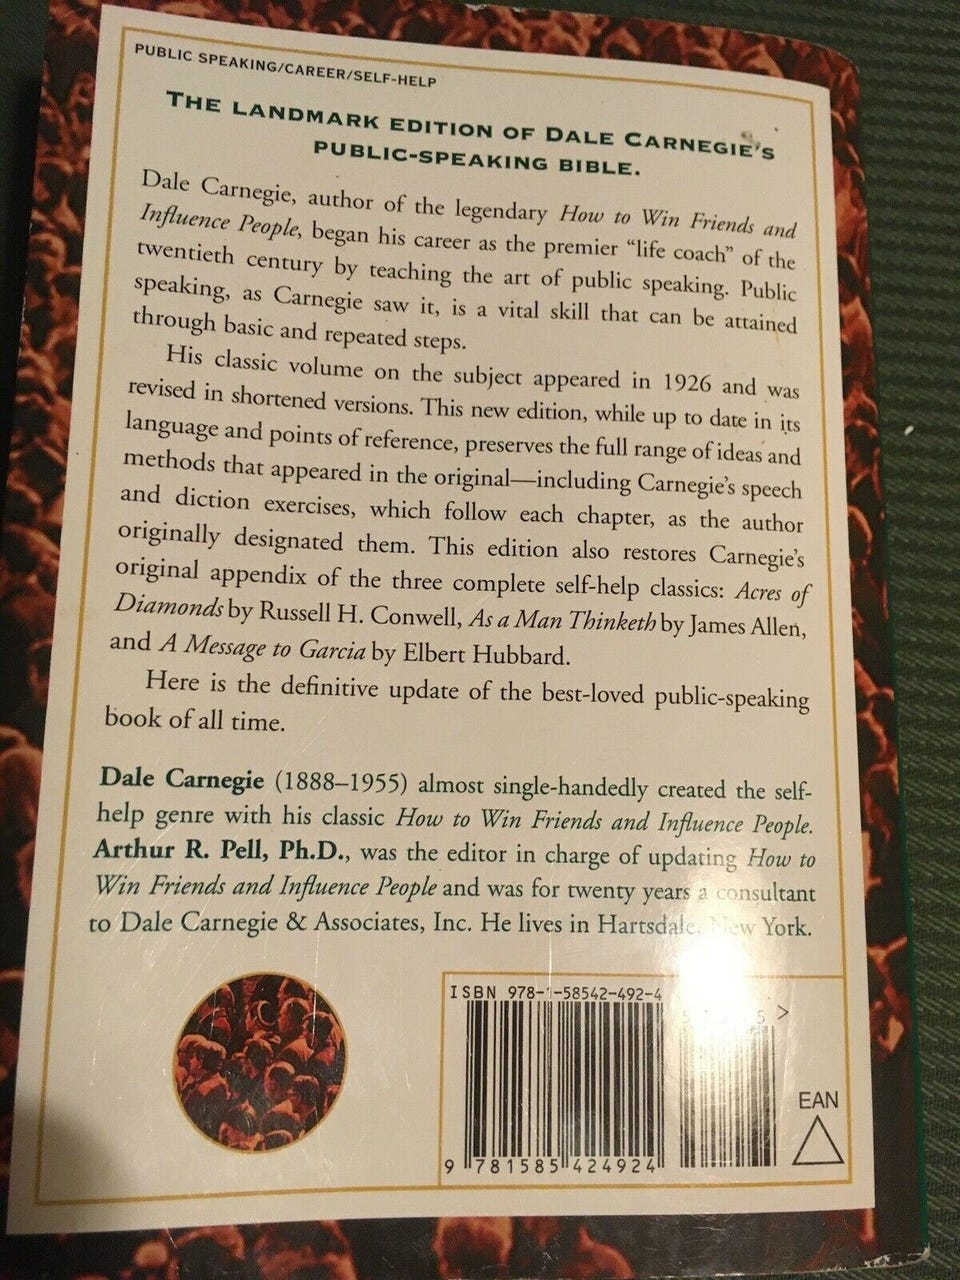 PUBLIC SPEAKING/CAREER/SELF-HELP
THE LANDMARK EDITION OF DALE CARNEGIE'S
PUBLIC-SPEAKING BIBLE.
Dale Carnegie, author of the legendary How to Win Friends and
Influence People, began his career as the premier “life coach” of the
twentieth century by teaching the art of public speaking. Public
speaking, as Carnegie saw it, is a vital skill that can be attained
through basic and repeated steps.
His classic volume on the subject appeared in 1926 and was
revised in shortened versions. This new edition, while up to date in its
language and points of reference, preserves the full range of ideas and
methods that appeared in the original—including Carnegie's speech
and diction exercises, which follow each chapter, as the author
originally designated them. This edition also restores Carnegie's
original appendix of the three complete self-help classics: Acres of
Diamonds by Russell H. Conwell, As a Man Thinketh by James Allen,
and A Message to Garcia by Elbert Hubbard.
Here is the definitive update of the best-loved public-speaking
book of all time.
Dale Carnegie (1888–1955) almost single-handedly created the self-
help genre with his classic How to Win Friends and Influence People.
Arthur R. Pell, Ph.D., was the editor in charge of updating How to
Win Friends and Influence People and was for twenty years a consultant
to Dale Carnegie & Associates, Inc. He lives in Hartsdale, New York.
ISBN 978-1-58542-492-4
>
EAN
9 781585 424924